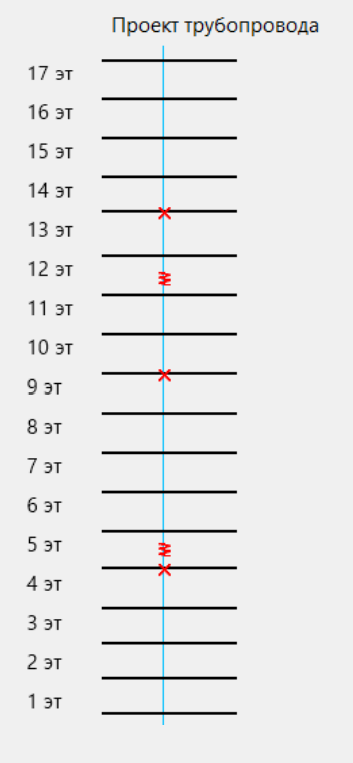 Проект трубопровода
17 эт
16 эт
15 эт
14 эт
13 эт
12 эт
11 эт
10 эт
9 эт
8 эт
7 эт
6 эт
5 эт
4 эт
3 эт
2 эт
1 эт